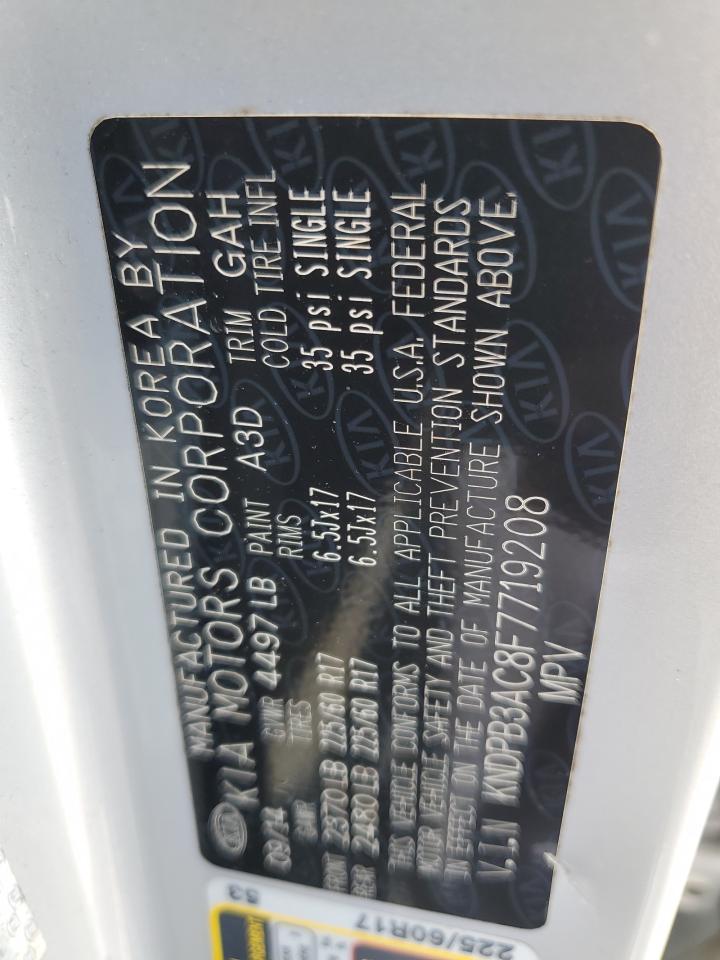 MANUFACTURED IN KOREA BY
KIA MOTORS CORPORATION
09/14 GVWR 4497LB PAINT A3D TRIM GAH
GAWR TIRES RIMS COLD TIRE INFL
FRONT 2370LB 225/60 R17 6.5Jx17 35 psi SINGLE
REAR 2480LB 225/60 R17 6.5Jx17 35 psi SINGLE
THIS VEHICLE CONFORMS TO ALL APPLICABLE U.S.A. FEDERAL
MOTOR VEHICLE SAFETY AND THEFT PREVENTION STANDARDS
IN EFFECT ON THE DATE OF MANUFACTURE SHOWN ABOVE.
V.I.N KNDPB3AC8F7719208
MPV
KIA
53
225/60R17